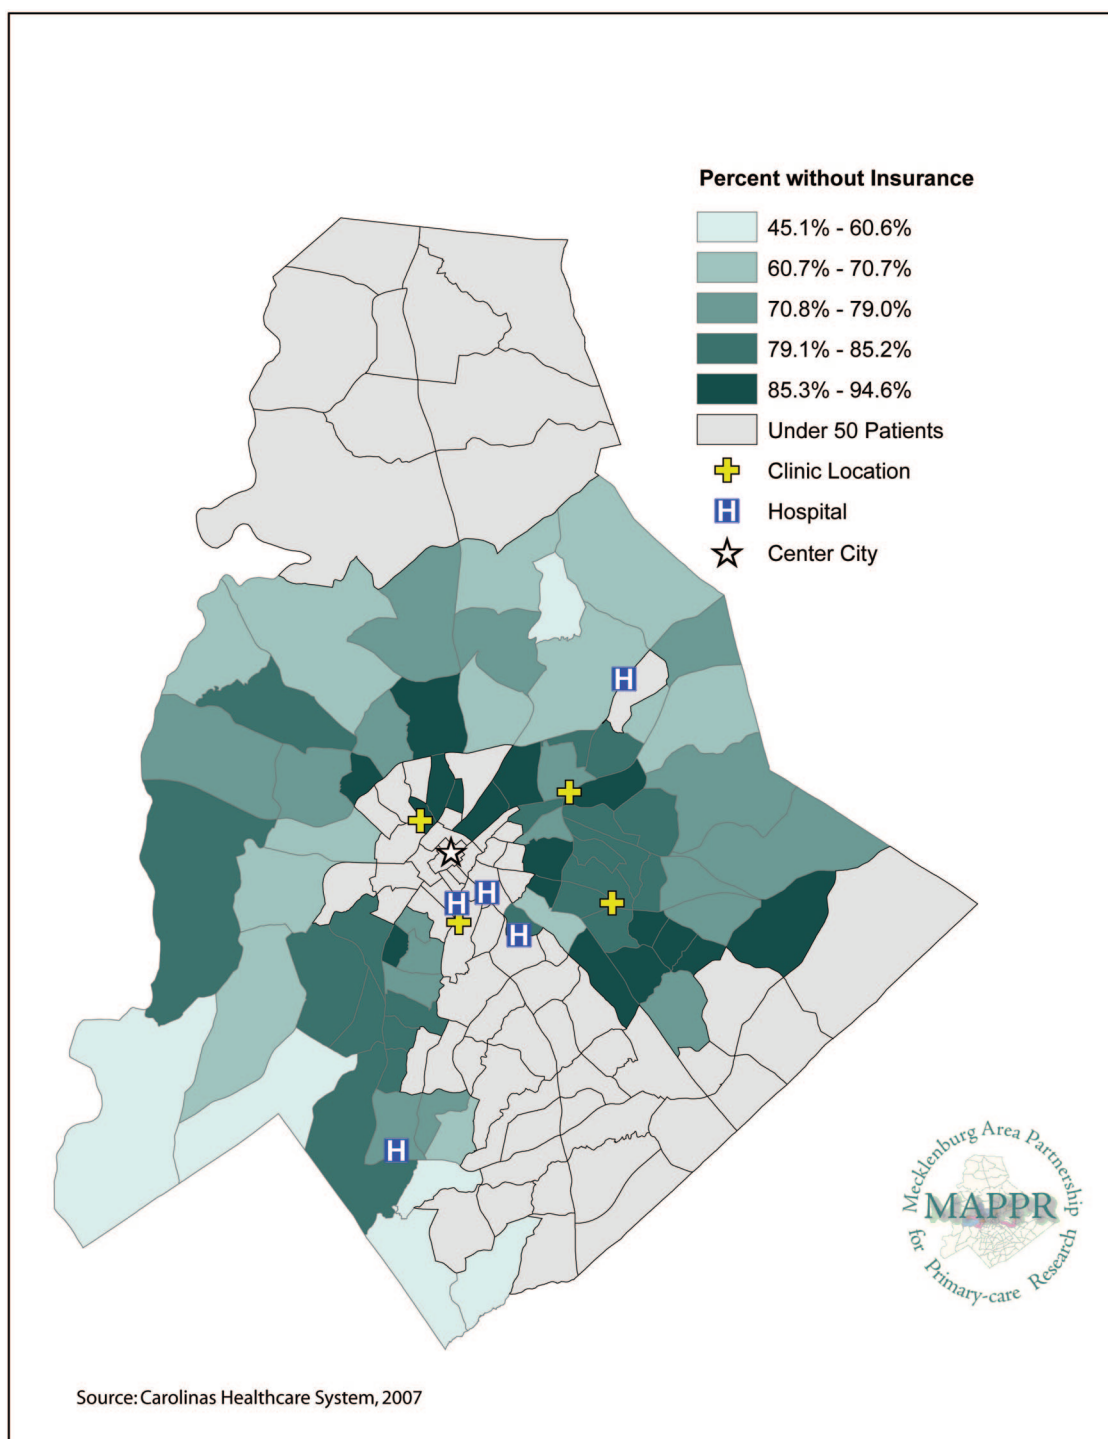 Percent without Insurance
45.1% - 60.6%
60.7% - 70.7%
70.8% - 79.0%
79.1% - 85.2%
85.3% - 94.6%
Under 50 Patients
Clinic Location
H Hospital
Center City
H
H
H
H
H
Mecklenburg Area Partnership
MAPPR
for Primary-care Research
Source: Carolinas Healthcare System, 2007